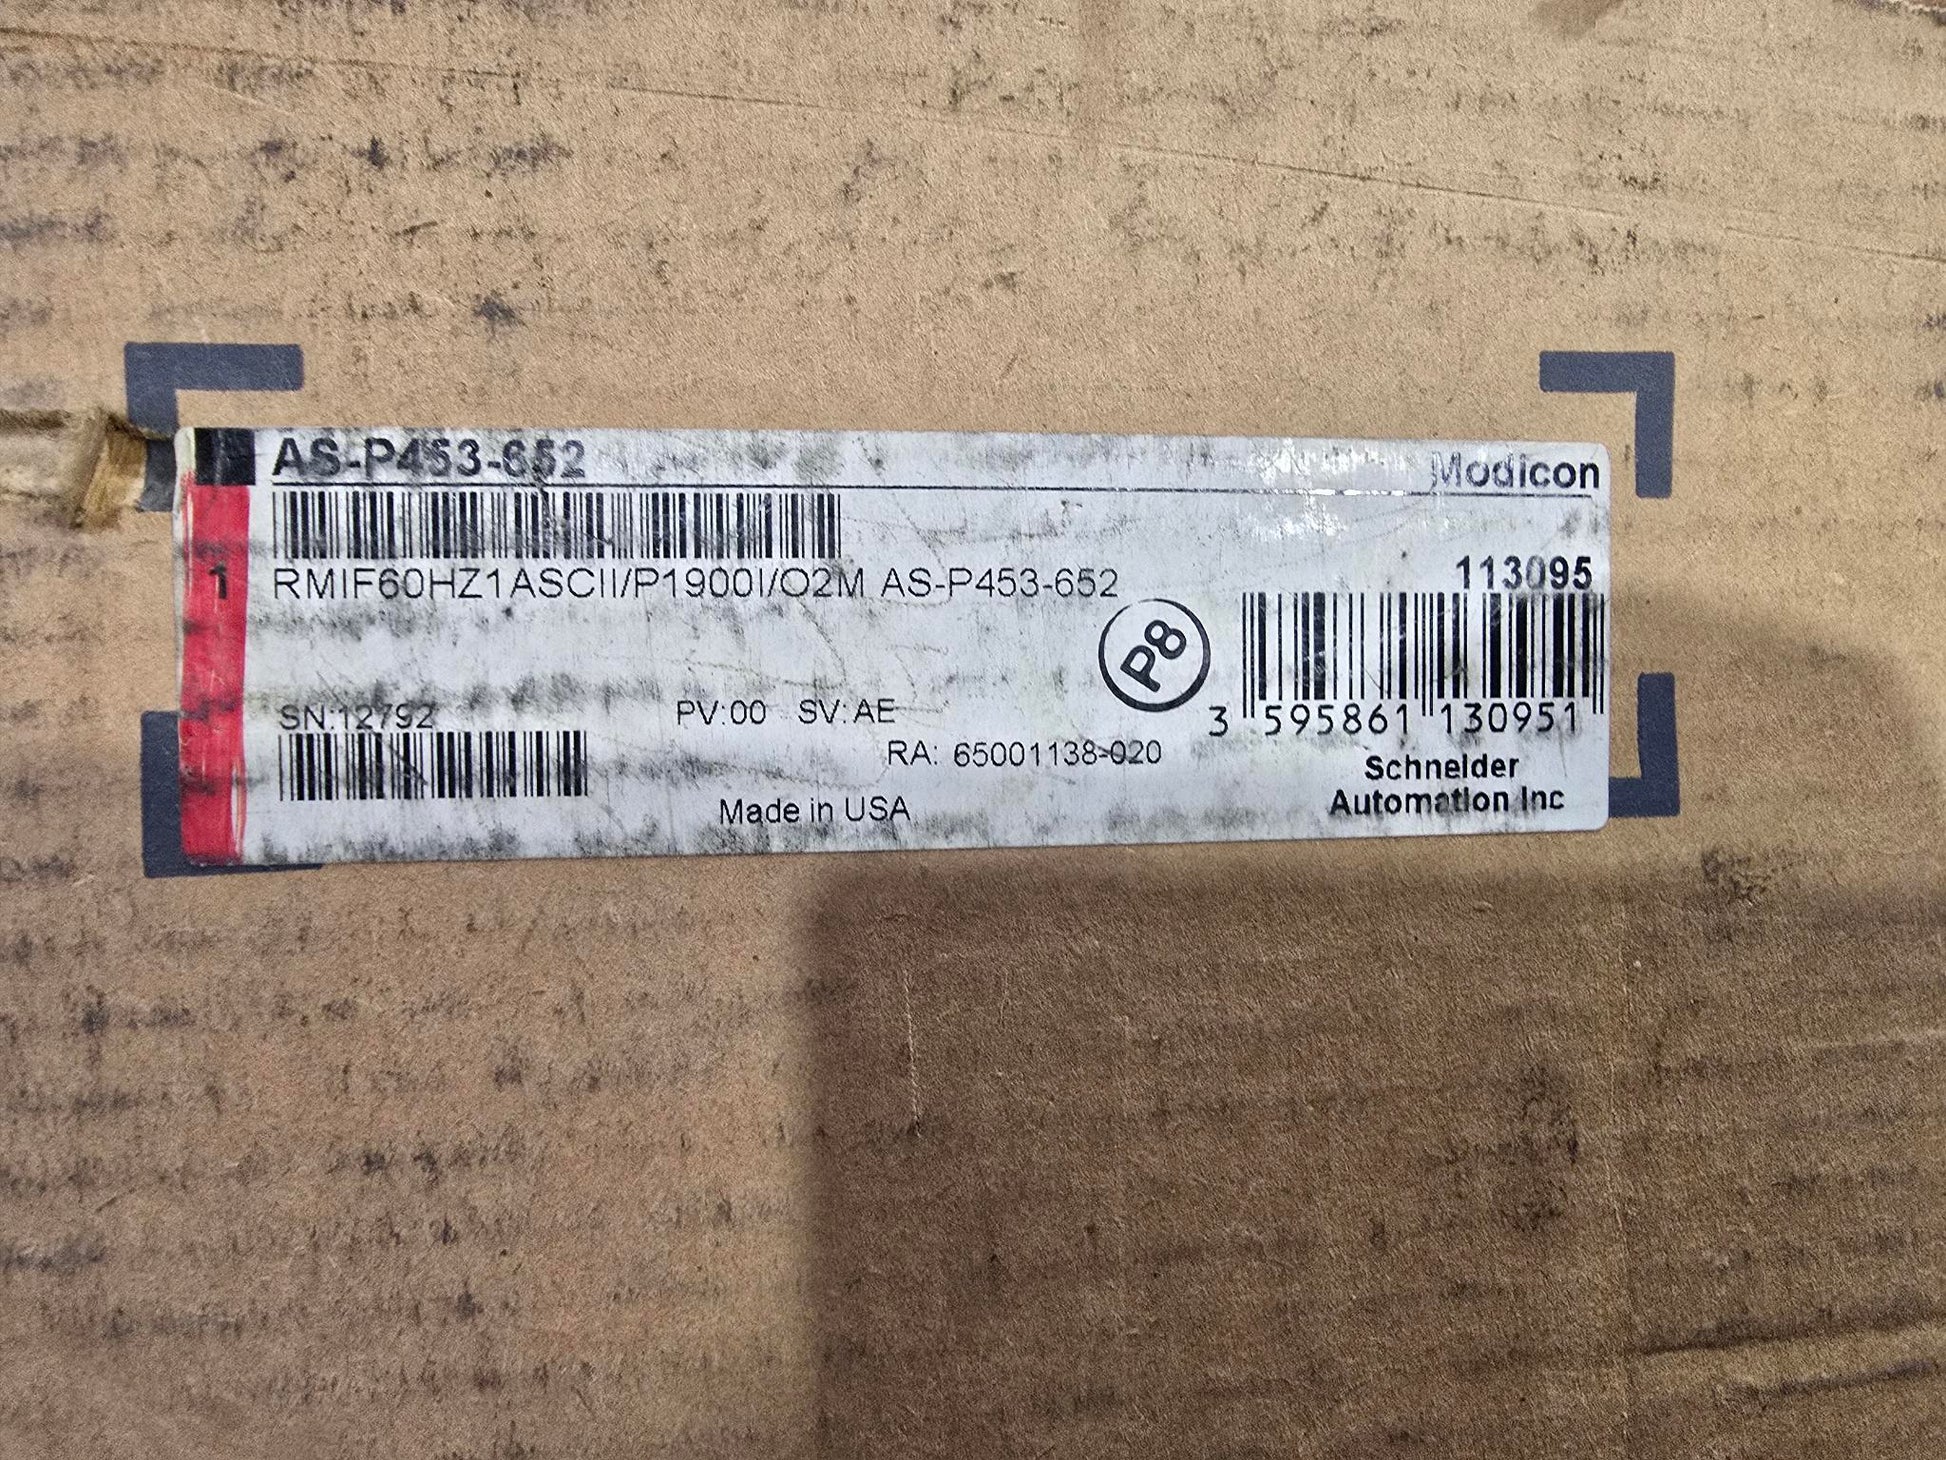 AS-P453-652 Modicon
1 RMIF60HZ1ASCII/P1900I/O2M AS-P453-652
113095
P8
SN:12792 PV:00 SV:AE
3 595861 130951
RA: 65001138-020
Schneider
Automation Inc
Made in USA